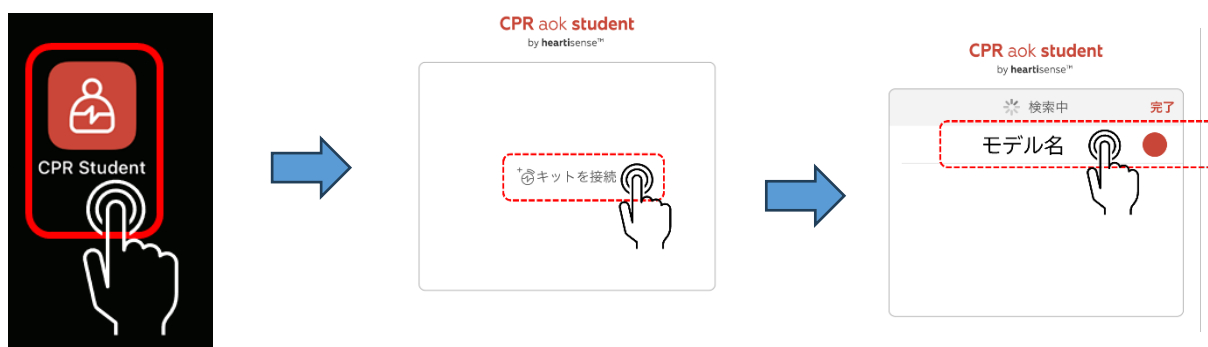 CPR Student
CPR aok student
by heartisense™
キットを接続
CPR aok student
by heartisense™
検索中
完了
モデル名